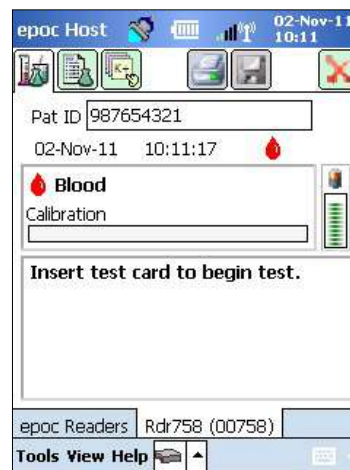 epoc Host 02-Nov-11
10:11
K+
Pat ID 987654321
02-Nov-11 10:11:17
Blood
Calibration
Insert test card to begin test.
epoc Readers Rdr758 (00758)
Tools View Help